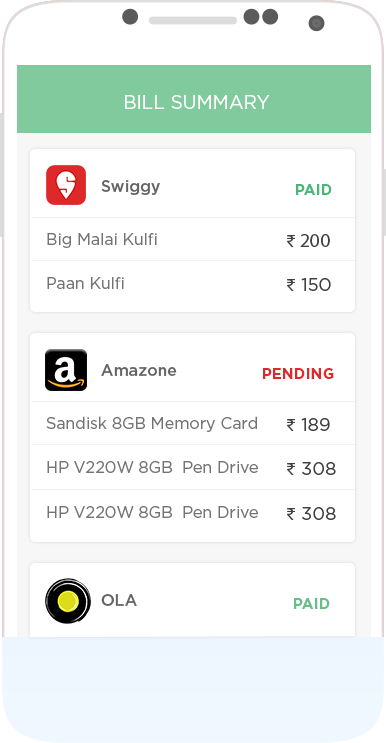 BILL SUMMARY
Swiggy PAID
Big Malai Kulfi ₹ 200
Paan Kulfi ₹ 150
a Amazone PENDING
Sandisk 8GB Memory Card ₹ 189
HP V220W 8GB Pen Drive ₹ 308
HP V220W 8GB Pen Drive ₹ 308
OLA PAID